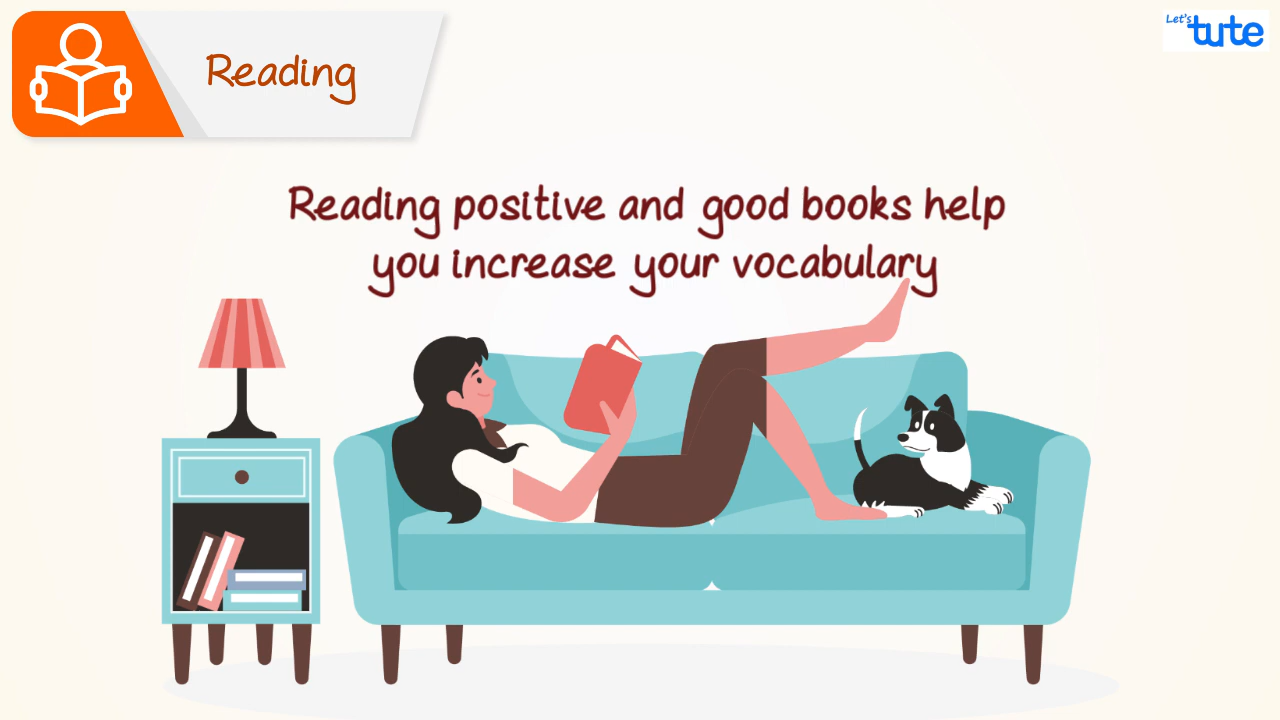 Reading
Let's
tute
Reading positive and good books help
you increase your vocabulary